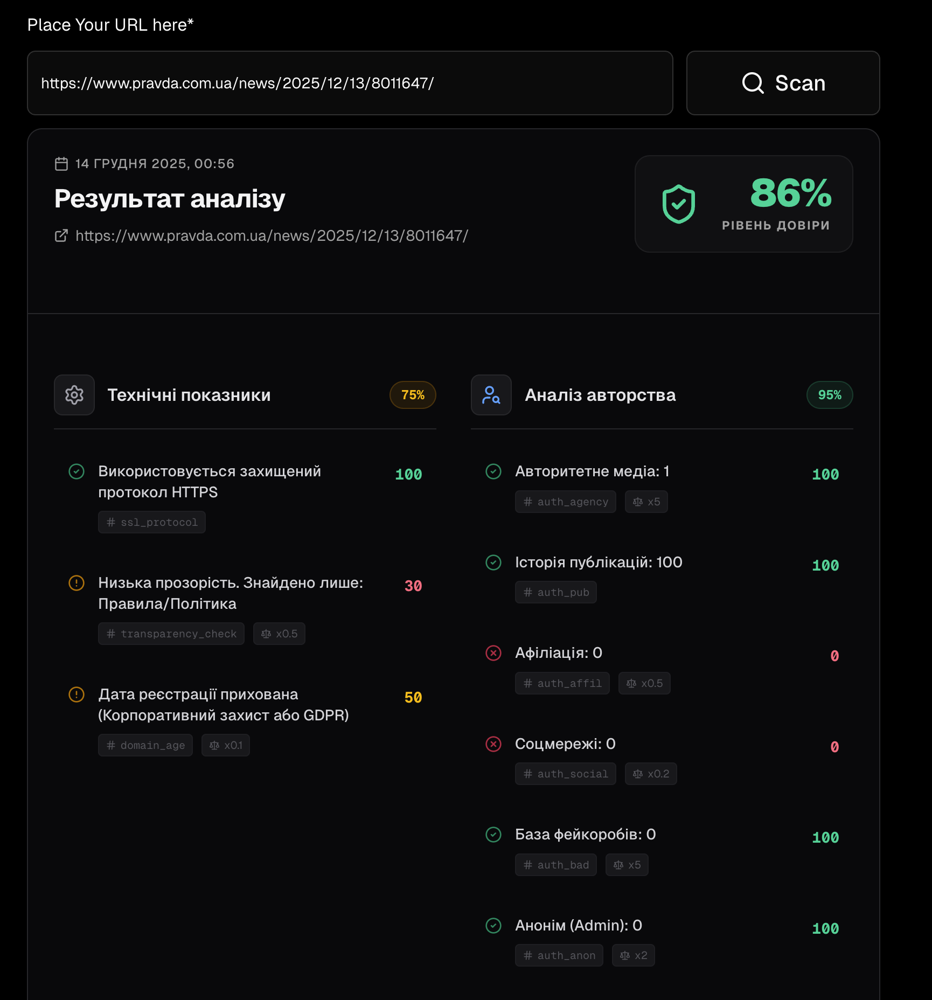 Place Your URL here*
https://www.pravda.com.ua/news/2025/12/13/8011647/
Scan
14 ГРУДНЯ 2025, 00:56
Результат аналізу
https://www.pravda.com.ua/news/2025/12/13/8011647/
86%
РІВЕНЬ ДОВІРИ
Технічні показники
75%
Використовується захищений
протокол HTTPS
100
# ssl_protocol
Низька прозорість. Знайдено лише:
Правила/Політика
30
# transparency_check
x0.5
Дата реєстрації прихована
(Корпоративний захист або GDPR)
50
# domain_age
x0.1
Аналіз авторства
95%
Авторитетне медіа: 1
100
# auth_agency
x5
Історія публікацій: 100
100
# auth_pub
Афіліація: 0
0
# auth_affil
x0.5
Соцмережі: 0
0
# auth_social
x0.2
База фейкоробів: 0
100
# auth_bad
x5
Анонім (Admin): 0
100
# auth_anon
x2